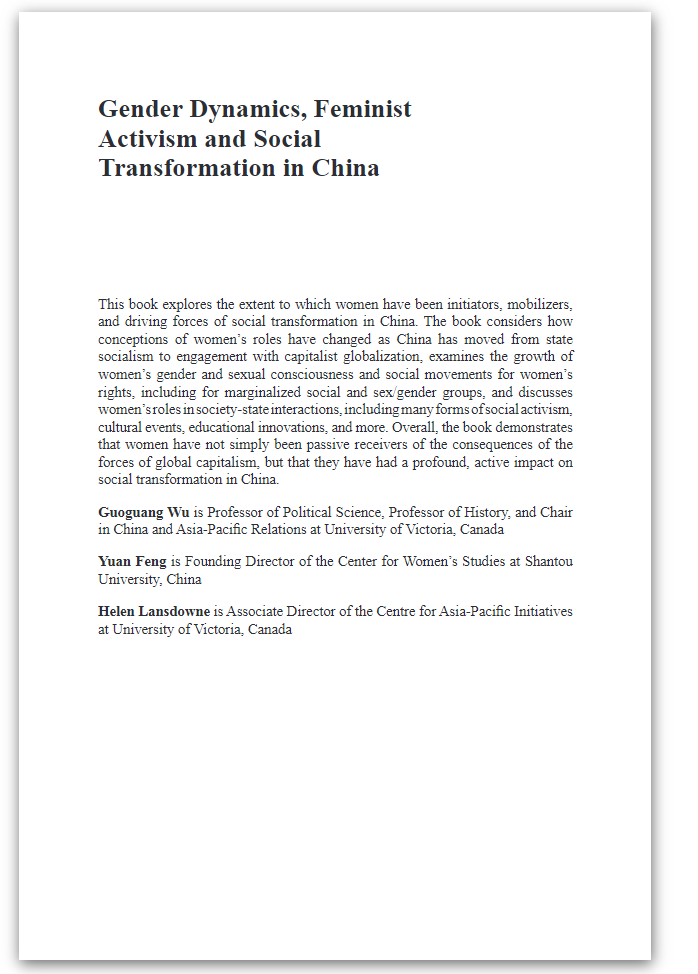 Gender Dynamics, Feminist
Activism and Social
Transformation in China
This book explores the extent to which women have been initiators, mobilizers,
and driving forces of social transformation in China. The book considers how
conceptions of women’s roles have changed as China has moved from state
socialism to engagement with capitalist globalization, examines the growth of
women’s gender and sexual consciousness and social movements for women’s
rights, including for marginalized social and sex/gender groups, and discusses
women’s roles in society-state interactions, including many forms of social activism,
cultural events, educational innovations, and more. Overall, the book demonstrates
that women have not simply been passive receivers of the consequences of the
forces of global capitalism, but that they have had a profound, active impact on
social transformation in China.
Guoguang Wu is Professor of Political Science, Professor of History, and Chair
in China and Asia-Pacific Relations at University of Victoria, Canada
Yuan Feng is Founding Director of the Center for Women’s Studies at Shantou
University, China
Helen Lansdowne is Associate Director of the Centre for Asia-Pacific Initiatives
at University of Victoria, Canada